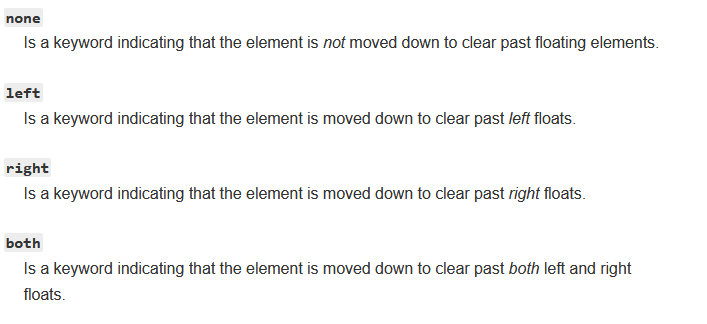 none
Is a keyword indicating that the element is not moved down to clear past floating elements.
left
Is a keyword indicating that the element is moved down to clear past left floats.
right
Is a keyword indicating that the element is moved down to clear past right floats.
both
Is a keyword indicating that the element is moved down to clear past both left and right
floats.